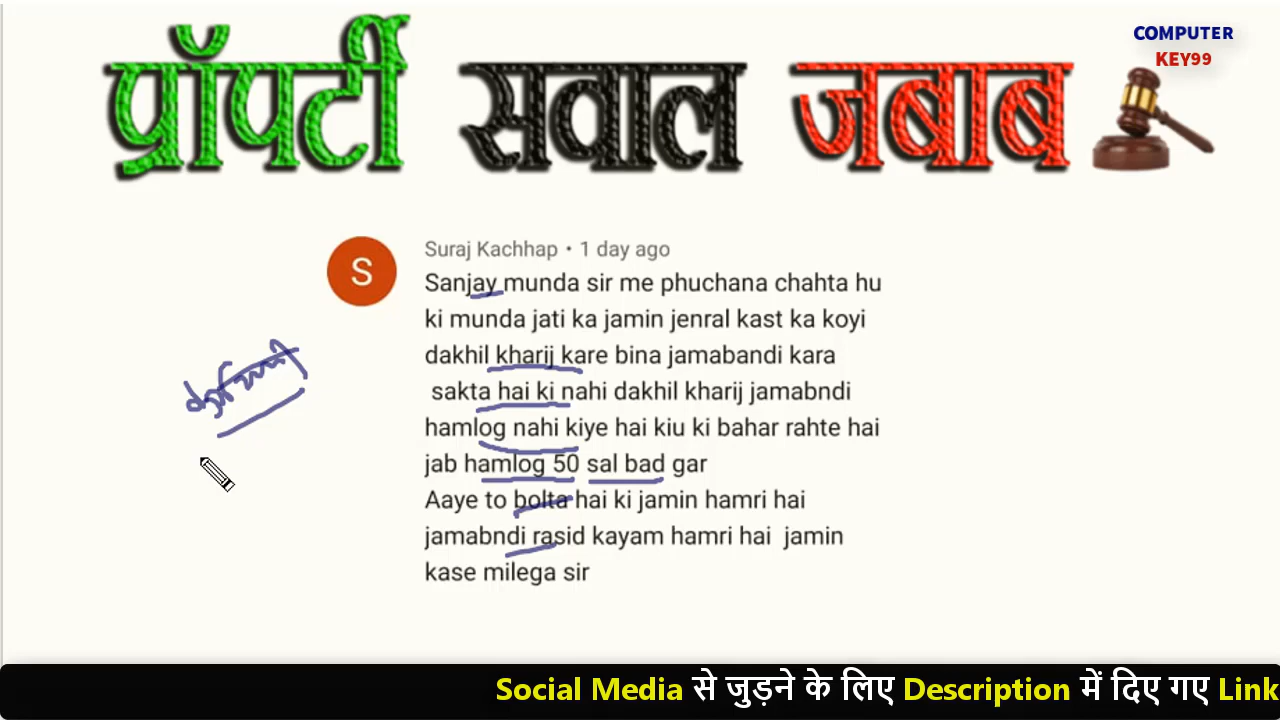 प्रॉपर्टी सवाल जबाब
COMPUTER
KEY99
S
Suraj Kachhap • 1 day ago
Sanjay munda sir me phuchana chahta hu
ki munda jati ka jamin jenral kast ka koyi
dakhil kharij kare bina jamabandi kara
sakta hai ki nahi dakhil kharij jamabndi
hamlog nahi kiye hai kiu ki bahar rahte hai
jab hamlog 50 sal bad gar
Aaye to bolta hai ki jamin hamri hai
jamabndi rasid kayam hamri hai jamin
kase milega sir
Social Media से जुड़ने के लिए Description में दिए गए Link